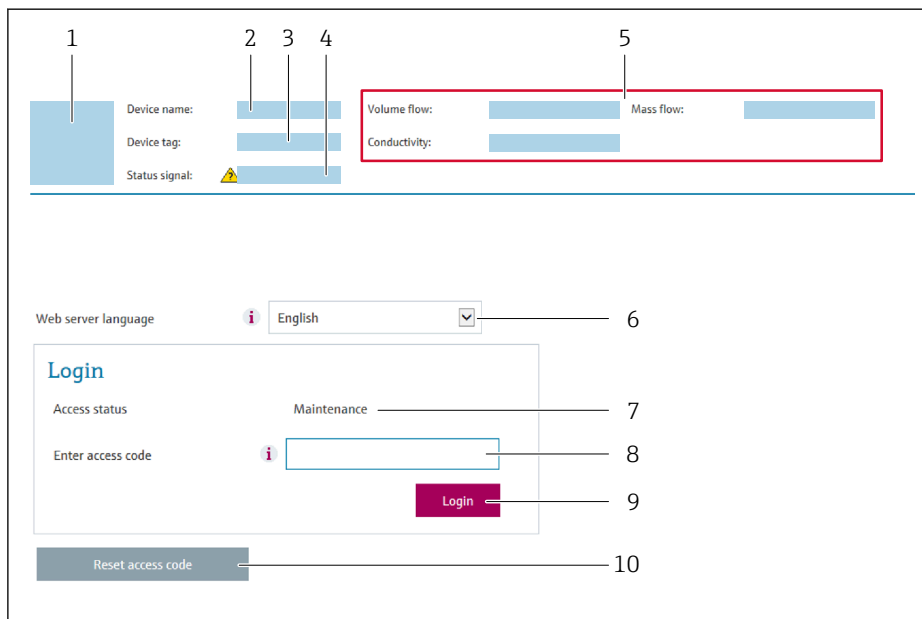 1 2 3 4 5
Device name: Volume flow: Mass flow:
Device tag: Conductivity:
Status signal: ?
Web server language i English 6
Login
Access status Maintenance 7
Enter access code i 8
Login 9
Reset access code 10